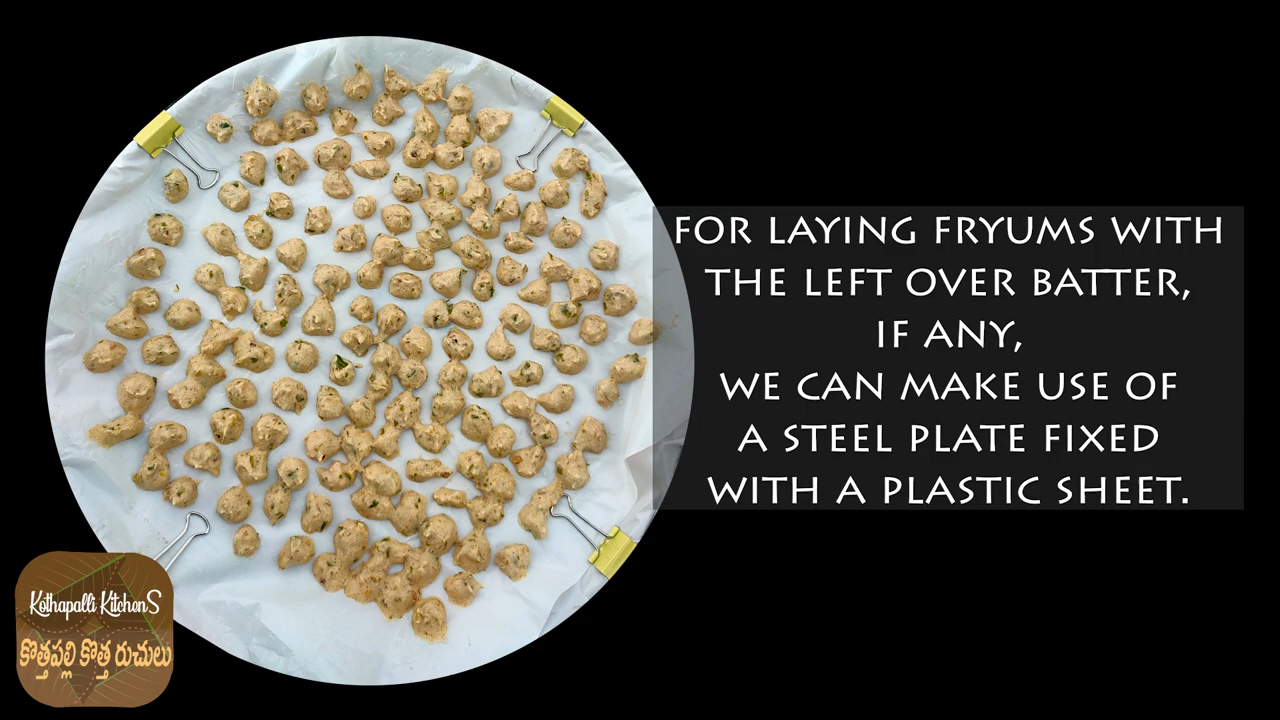 FOR LAYING FRYUMS WITH
THE LEFT OVER BATTER,
IF ANY,
WE CAN MAKE USE OF
A STEEL PLATE FIXED
WITH A PLASTIC SHEET.
Kothapalli KitchenS
కొత్తపల్లి కొత్త రుచులు